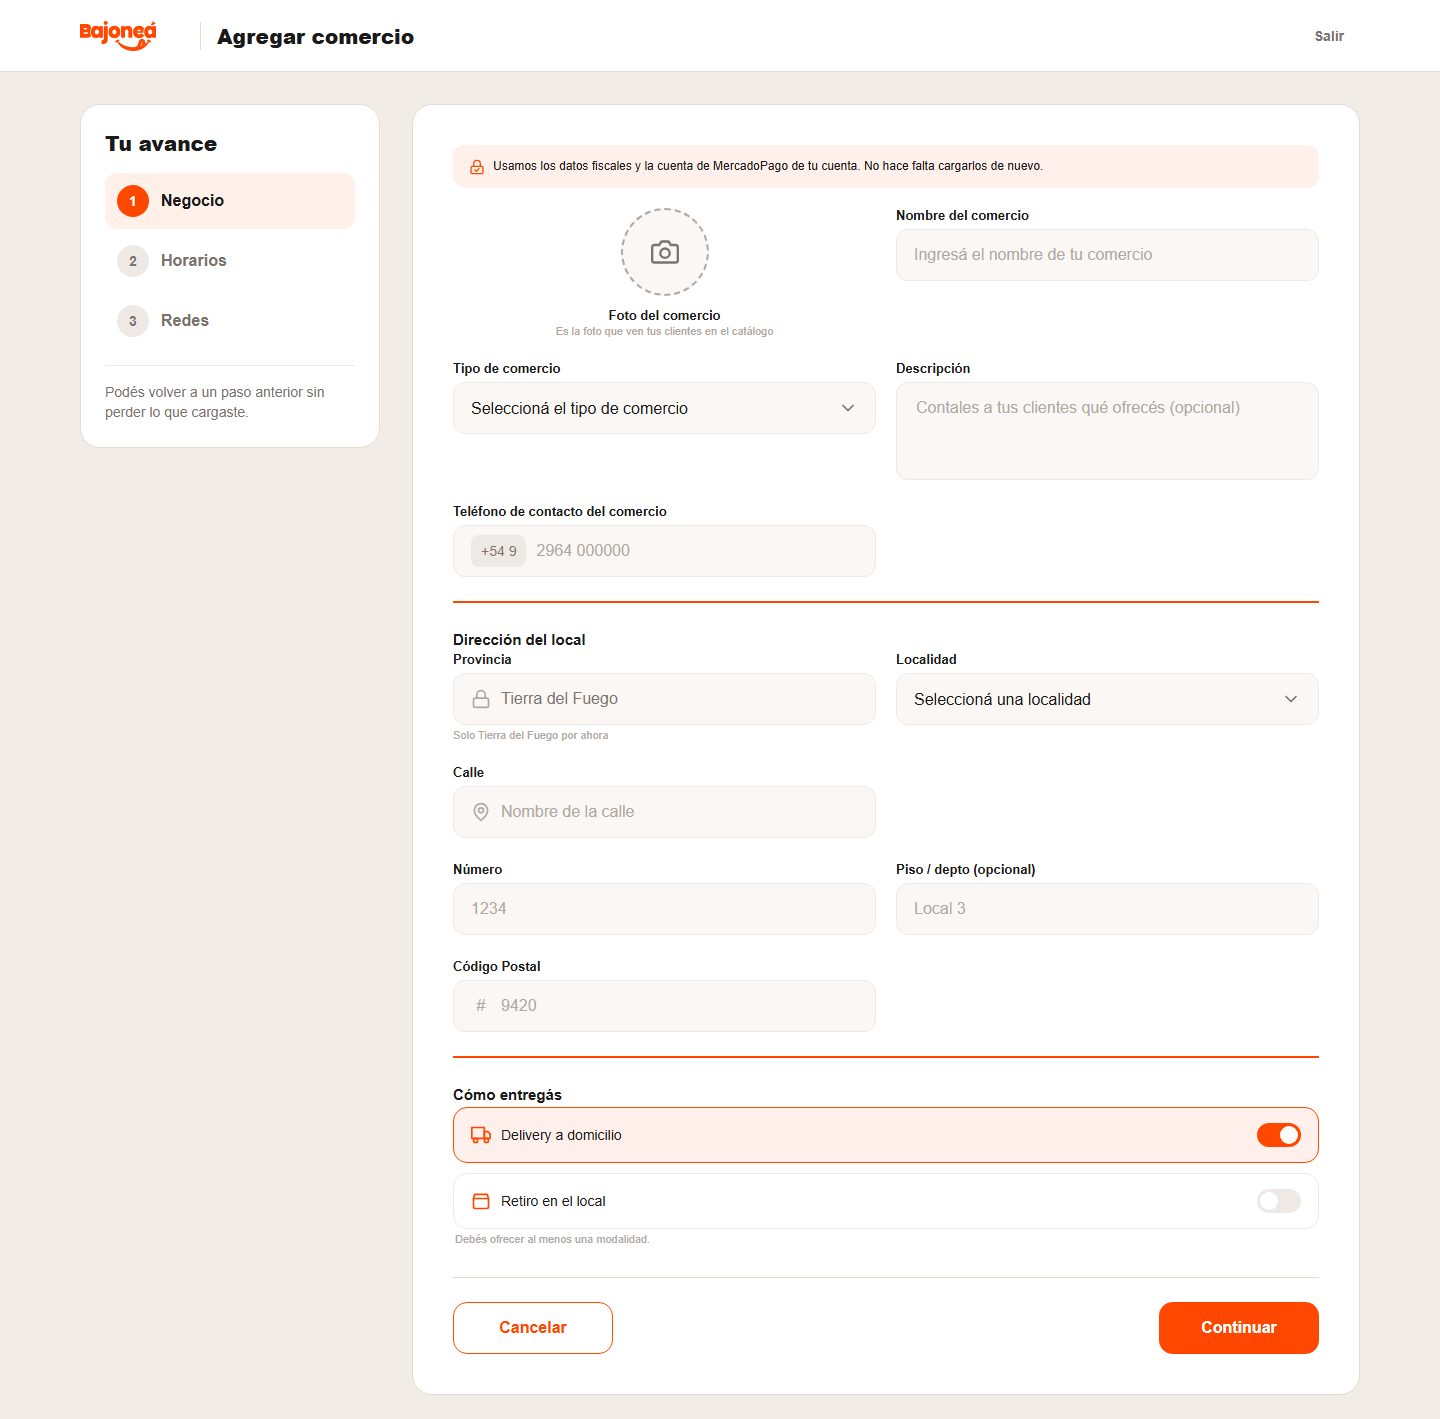 Bajoneá
Agregar comercio
Salir
Tu avance
1 Negocio
2 Horarios
3 Redes
Podés volver a un paso anterior sin
perder lo que cargaste.
Usamos los datos fiscales y la cuenta de MercadoPago de tu cuenta. No hace falta cargarlos de nuevo.
Foto del comercio
Es la foto que ven tus clientes en el catálogo
Nombre del comercio
Ingresá el nombre de tu comercio
Tipo de comercio
Seleccioná el tipo de comercio
Descripción
Contales a tus clientes qué ofrecés (opcional)
Teléfono de contacto del comercio
+54 9 2964 000000
Dirección del local
Provincia
Tierra del Fuego
Solo Tierra del Fuego por ahora
Localidad
Seleccioná una localidad
Calle
Nombre de la calle
Número
1234
Piso / depto (opcional)
Local 3
Código Postal
# 9420
Cómo entregás
Delivery a domicilio
Retiro en el local
Debés ofrecer al menos una modalidad.
Cancelar
Continuar